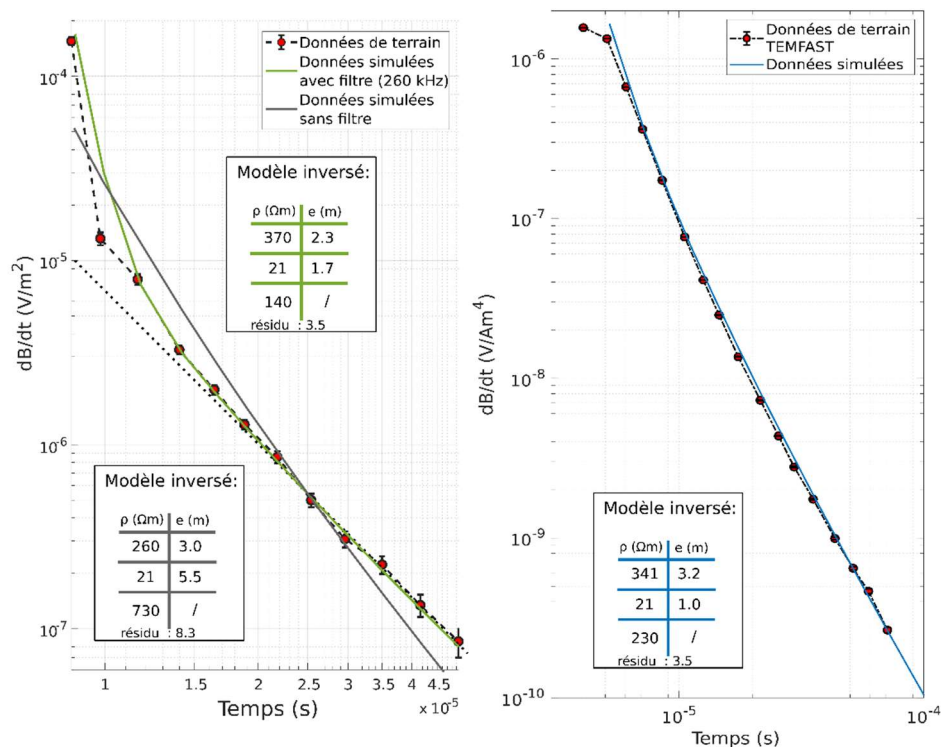 Données de terrain
Données simulées
avec filtre (260 kHz)
Données simulées
sans filtre
10⁻⁴
10⁻⁵
10⁻⁶
10⁻⁷
dB/dt (V/m²)
Modèle inversé:
ρ (Ωm) e (m)
370 2.3
21 1.7
140 /
résidu : 3.5
Modèle inversé:
ρ (Ωm) e (m)
260 3.0
21 5.5
730 /
résidu : 8.3
1 1.5 2 2.5 3 3.5 4 4.5 5
×10⁻⁵
Temps (s)
Données de terrain
TEMFAST
Données simulées
10⁻⁶
10⁻⁷
10⁻⁸
10⁻⁹
10⁻¹⁰
dB/dt (V/Am⁴)
Modèle inversé:
ρ (Ωm) e (m)
341 3.2
21 1.0
230 /
résidu : 3.5
10⁻⁵ 10⁻⁴
Temps (s)